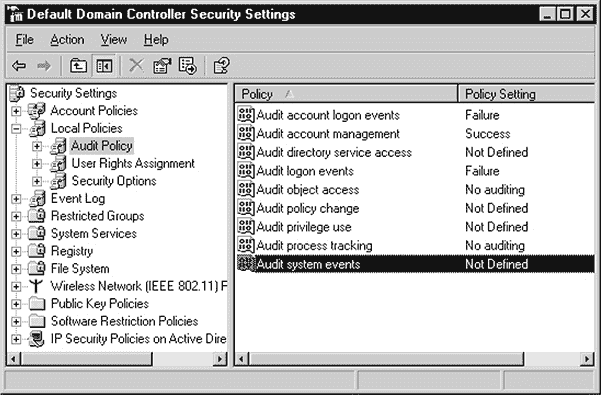 Default Domain Controller Security Settings
File Action View Help
Security Settings
Account Policies
Local Policies
Audit Policy
User Rights Assignment
Security Options
Event Log
Restricted Groups
System Services
Registry
File System
Wireless Network (IEEE 802.11) F
Public Key Policies
Software Restriction Policies
IP Security Policies on Active Dire
Policy Policy Setting
Audit account logon events Failure
Audit account management Success
Audit directory service access Not Defined
Audit logon events Failure
Audit object access No auditing
Audit policy change Not Defined
Audit privilege use Not Defined
Audit process tracking No auditing
Audit system events Not Defined